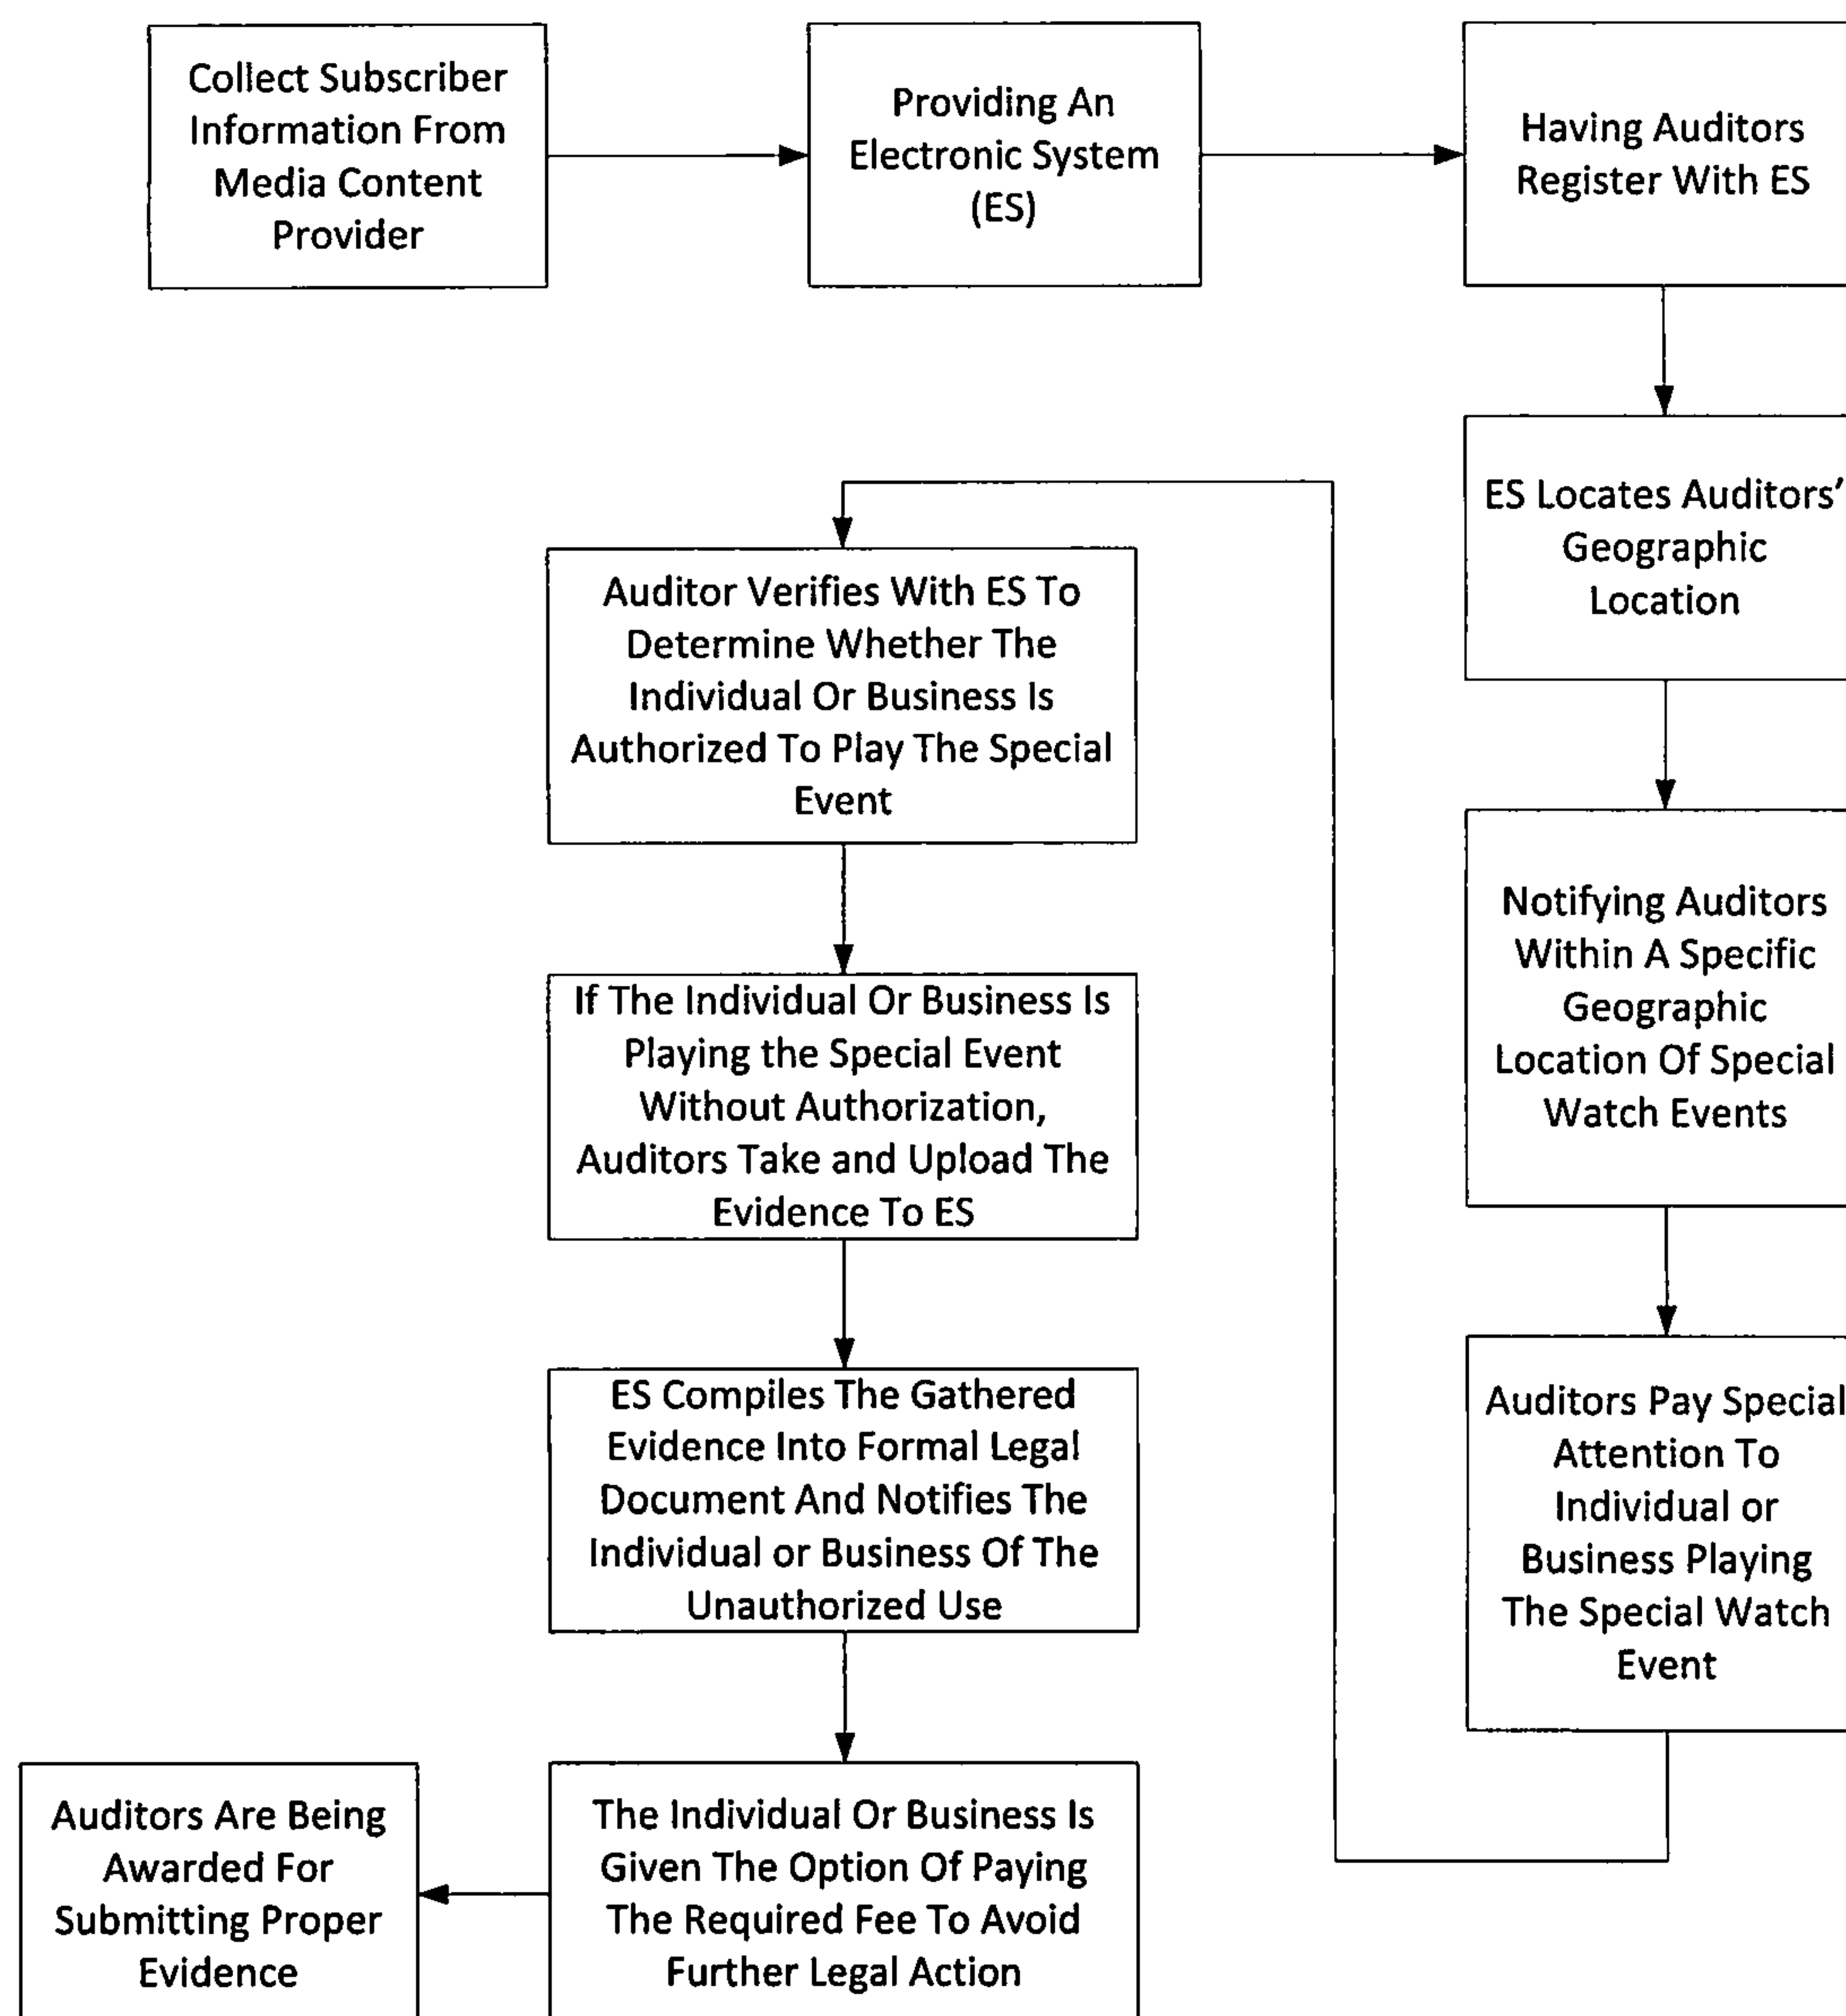 Collect Subscriber
Information From
Media Content
Provider
Providing An
Electronic System
(ES)
Having Auditors
Register With ES
ES Locates Auditors'
Geographic
Location
Notifying Auditors
Within A Specific
Geographic
Location Of Special
Watch Events
Auditors Pay Special
Attention To
Individual or
Business Playing
The Special Watch
Event
Auditor Verifies With ES To
Determine Whether The
Individual Or Business Is
Authorized To Play The Special
Event
If The Individual Or Business Is
Playing the Special Event
Without Authorization,
Auditors Take and Upload The
Evidence To ES
ES Compiles The Gathered
Evidence Into Formal Legal
Document And Notifies The
Individual or Business Of The
Unauthorized Use
The Individual Or Business Is
Given The Option Of Paying
The Required Fee To Avoid
Further Legal Action
Auditors Are Being
Awarded For
Submitting Proper
Evidence